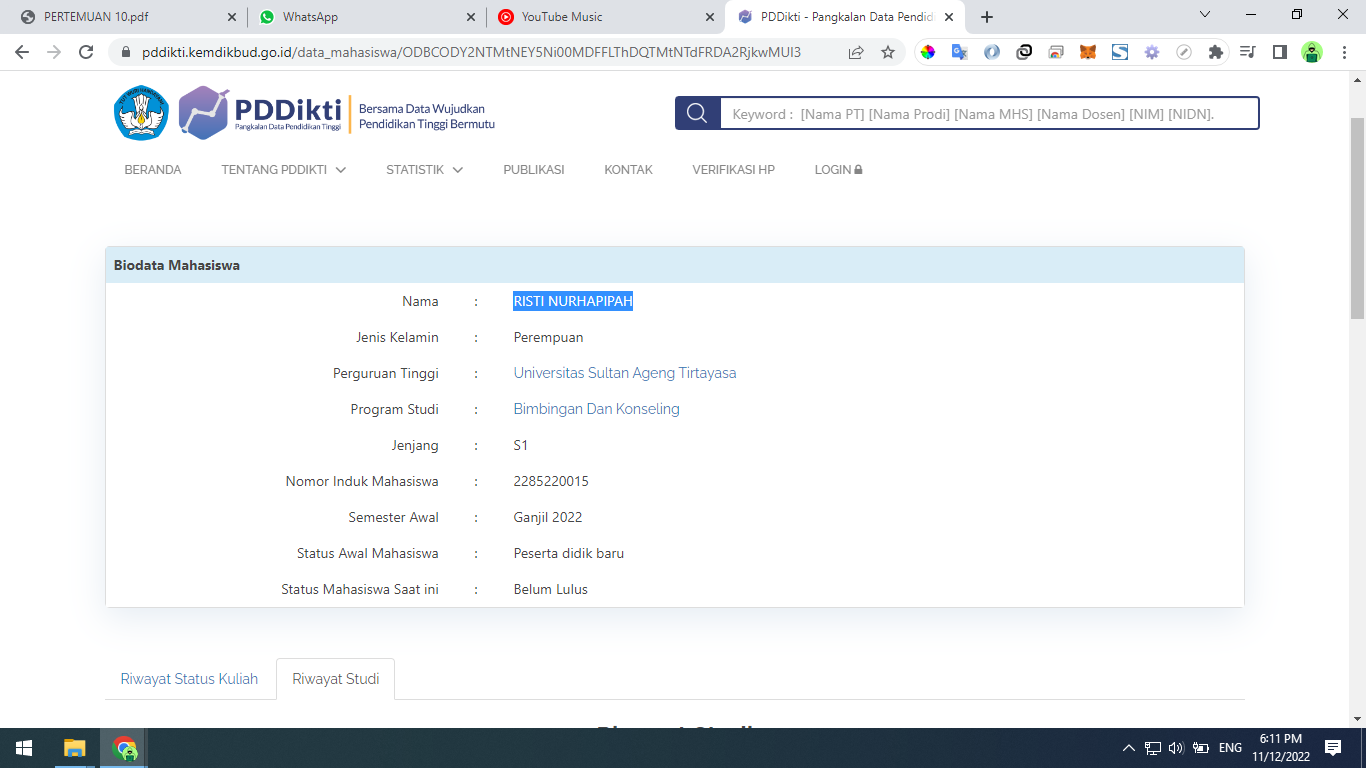 PERTEMUAN 10.pdf
WhatsApp
YouTube Music
PDDikti - Pangkalan Data Pendid
pddikti.kemdikbud.go.id/data_mahasiswa/ODBCODY2NTMtNEY5Ni00MDFFLThDQTMtNTdFRDA2RjkwMUI3
PDDikti
Pangkalan Data Pendidikan Tinggi
Bersama Data Wujudkan
Pendidikan Tinggi Bermutu
Keyword : [Nama PT] [Nama Prodi] [Nama MHS] [Nama Dosen] [NIM] [NIDN].
BERANDA TENTANG PDDIKTI STATISTIK PUBLIKASI KONTAK VERIFIKASI HP LOGIN
Biodata Mahasiswa
Nama : RISTI NURHAPIPAH
Jenis Kelamin : Perempuan
Perguruan Tinggi : Universitas Sultan Ageng Tirtayasa
Program Studi : Bimbingan Dan Konseling
Jenjang : S1
Nomor Induk Mahasiswa : 2285220015
Semester Awal : Ganjil 2022
Status Awal Mahasiswa : Peserta didik baru
Status Mahasiswa Saat ini : Belum Lulus
Riwayat Status Kuliah Riwayat Studi
ENG
6:11 PM
11/12/2022